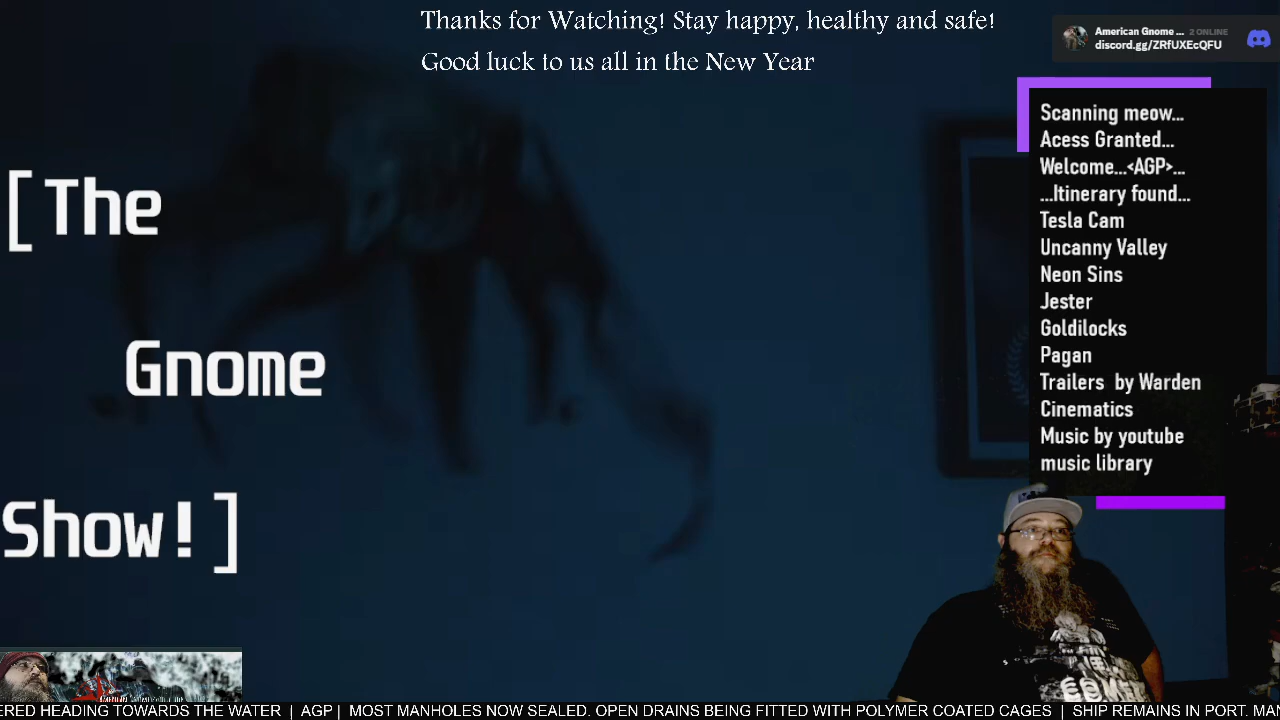 Thanks for Watching! Stay happy, healthy and safe!
Good luck to us all in the New Year
American Gnome ... 2 ONLINE
discord.gg/ZRfUXEcQFU
Scanning meow...
Acess Granted...
Welcome...<AGP>...
...Itinerary found...
Tesla Cam
Uncanny Valley
Neon Sins
Jester
Goldilocks
Pagan
Trailers by Warden
Cinematics
Music by youtube
music library
[The
Gnome
Show!]
ERED HEADING TOWARDS THE WATER | AGP | MOST MANHOLES NOW SEALED. OPEN DRAINS BEING FITTED WITH POLYMER COATED CAGES | SHIP REMAINS IN PORT. MAN